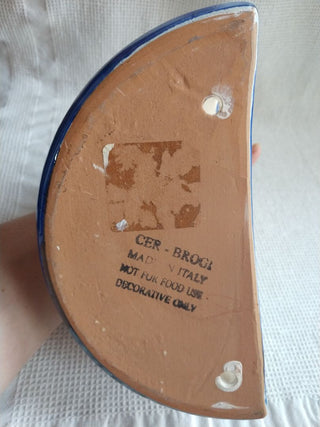 CER - BROGI
MADE IN ITALY
NOT FOR FOOD USE -
DECORATIVE ONLY